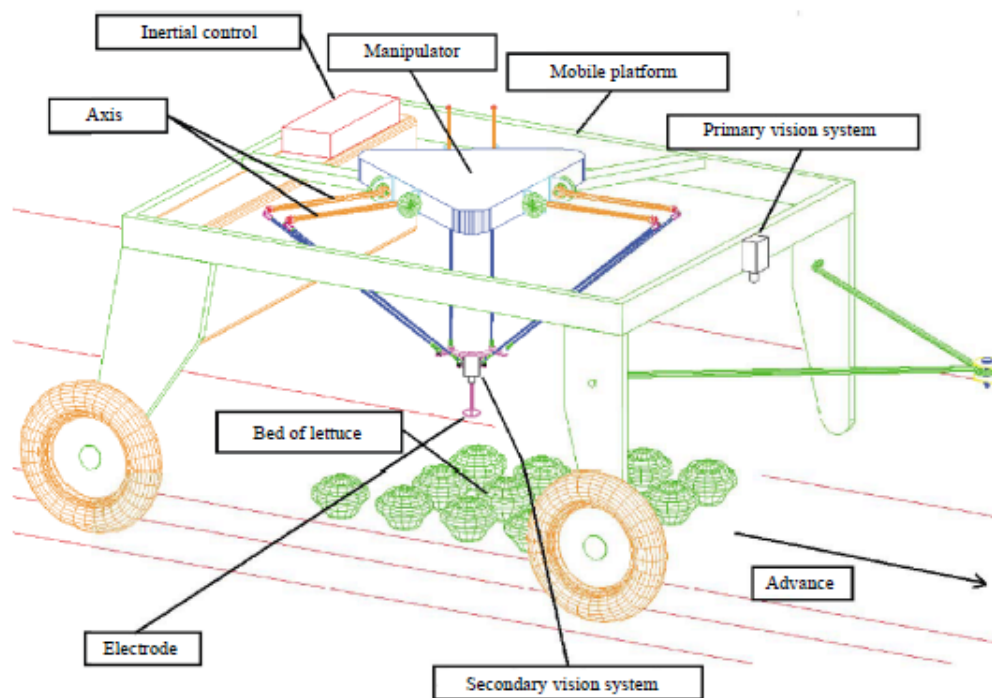 Inertial control
Manipulator
Mobile platform
Axis
Primary vision system
Bed of lettuce
Advance
Electrode
Secondary vision system